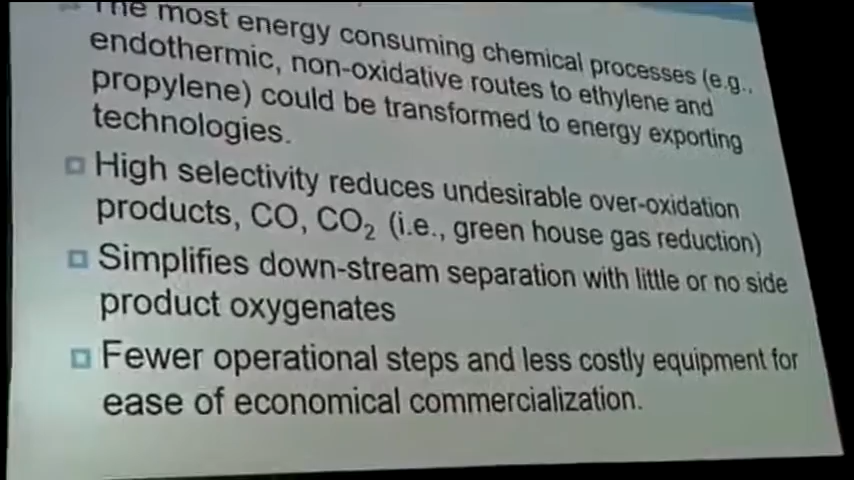 The most energy consuming chemical processes (e.g.,
endothermic, non-oxidative routes to ethylene and
propylene) could be transformed to energy exporting
technologies.
High selectivity reduces undesirable over-oxidation
products, CO, CO₂ (i.e., green house gas reduction)
Simplifies down-stream separation with little or no side
product oxygenates
Fewer operational steps and less costly equipment for
ease of economical commercialization.